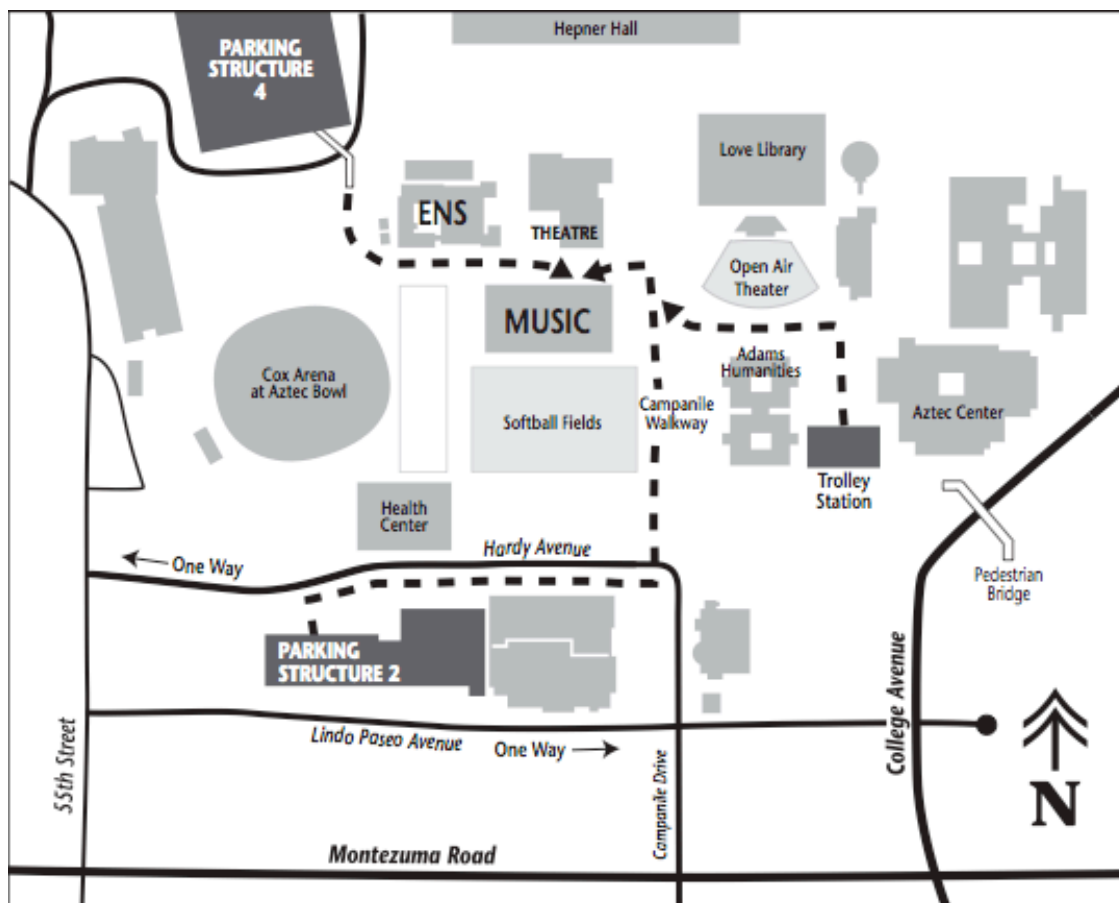 Hepner Hall
PARKING
STRUCTURE
4
Love Library
ENS
THEATRE
Open Air
Theater
MUSIC
Adams
Humanities
Cox Arena
at Aztec Bowl
Softball Fields
Campanile
Walkway
Aztec Center
Trolley
Station
Health
Center
Hardy Avenue
One Way
Pedestrian
Bridge
PARKING
STRUCTURE 2
College Avenue
55th Street
Lindo Paseo Avenue
One Way
Campanile Drive
N
Montezuma Road